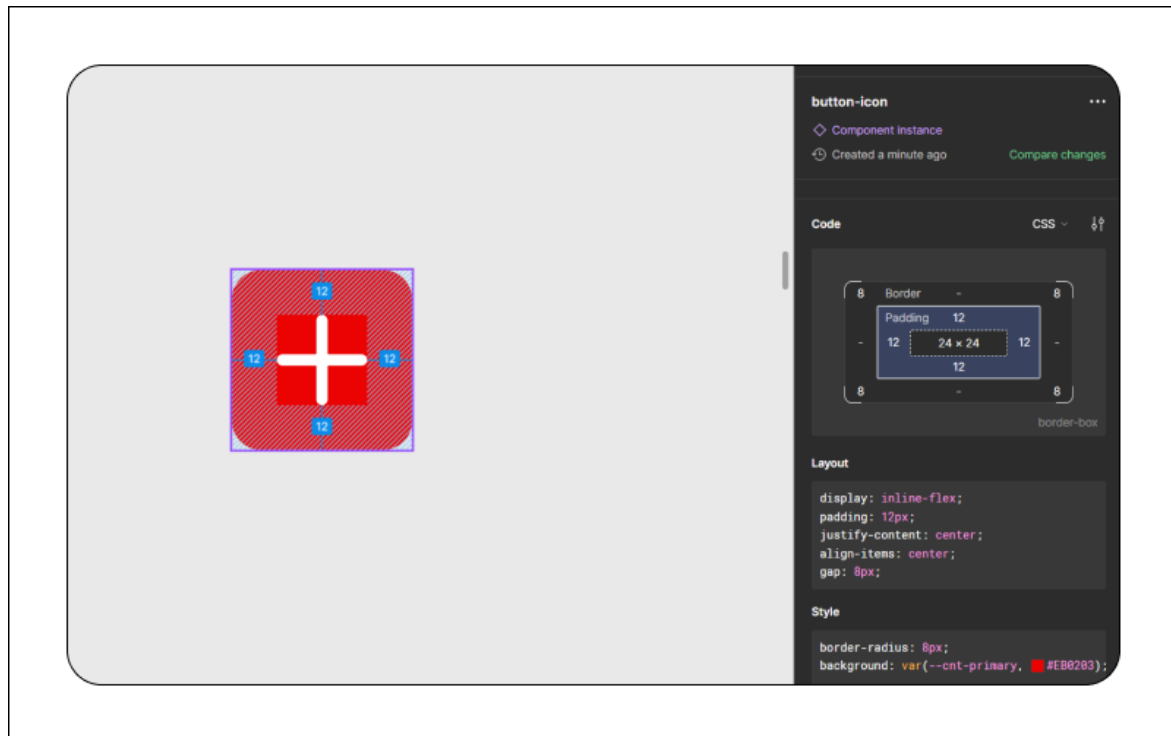 button-icon
Component instance
Created a minute ago Compare changes
Code CSS
8 Border - 8
Padding 12
- 12 24 × 24 12 -
12
8 - 8
border-box
Layout
display: inline-flex;
padding: 12px;
justify-content: center;
align-items: center;
gap: 8px;
Style
border-radius: 8px;
background: var(--cnt-primary, #EB0203);
12
12 12
12